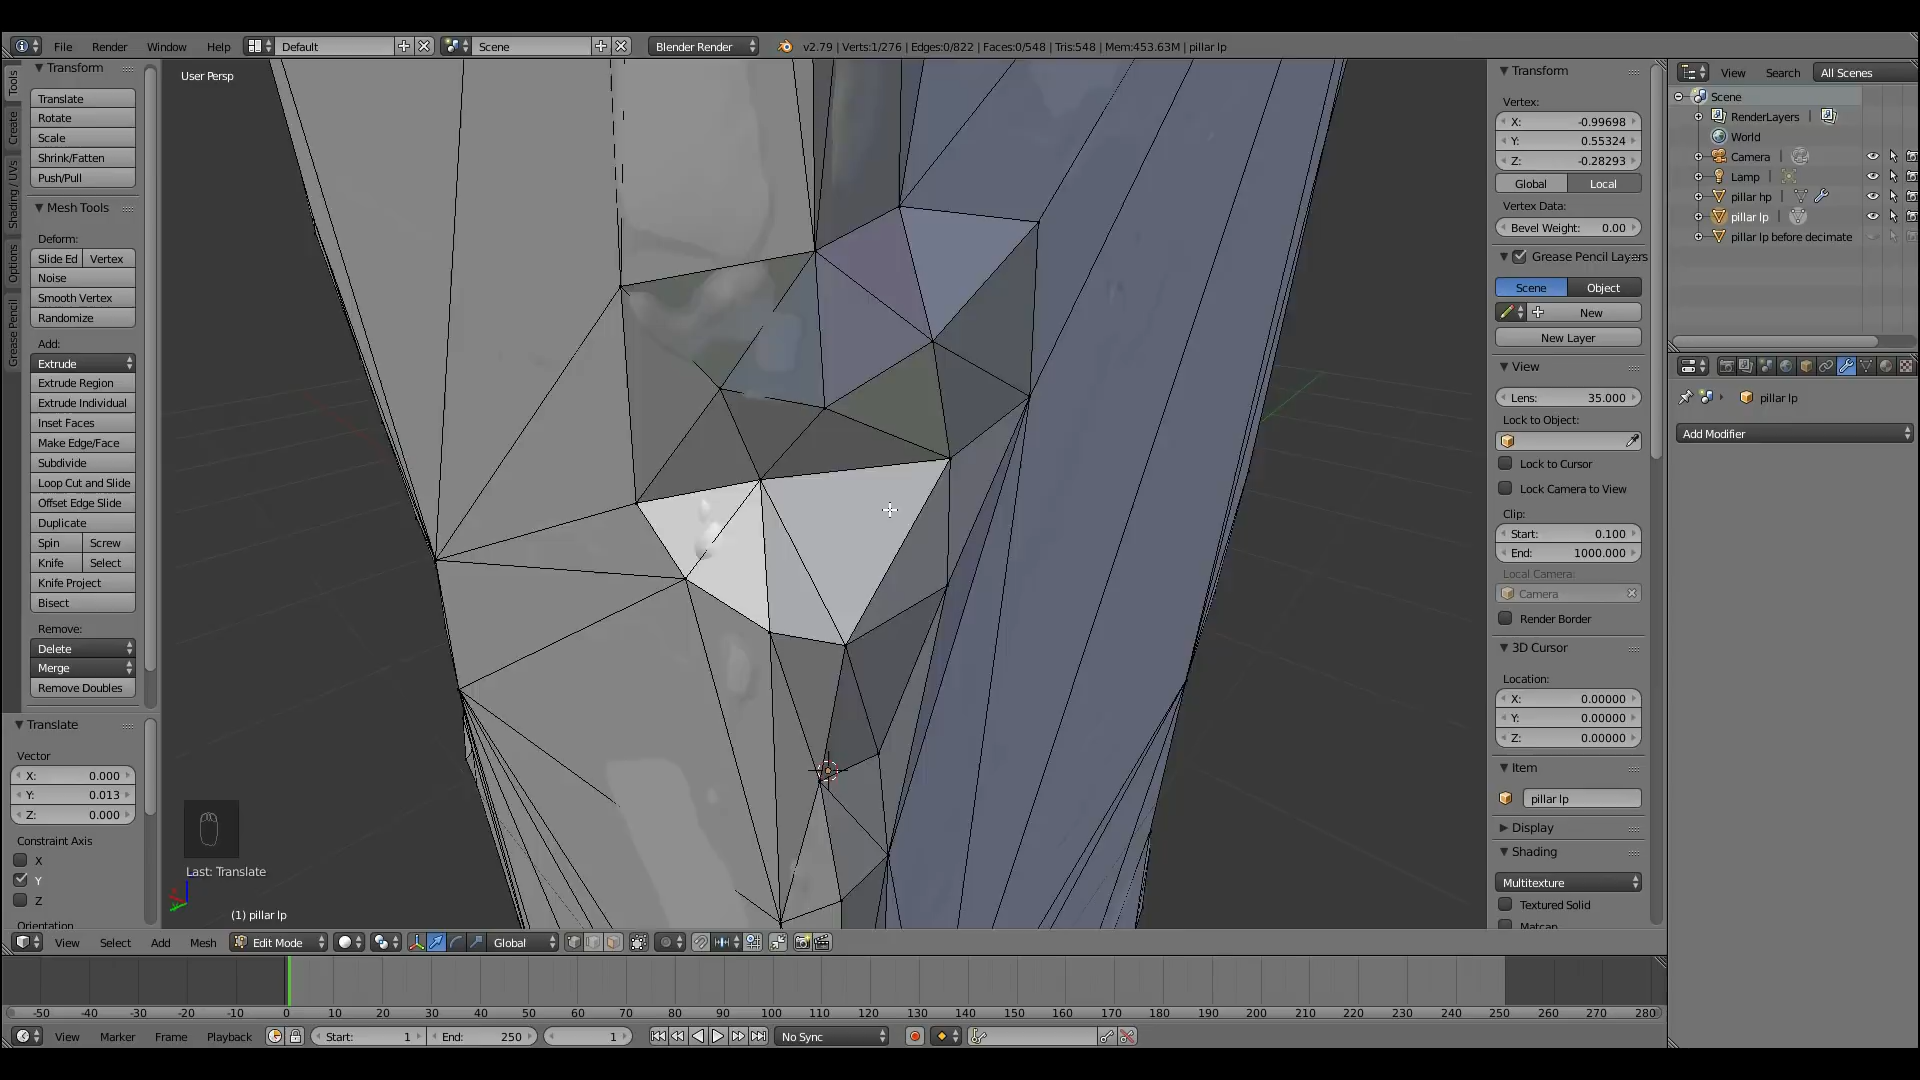 File Render Window Help Default Scene Blender Render v2.79 | Verts:1/276 | Edges:0/822 | Faces:0/548 | Tris:548 | Mem:453.63M | pillar lp
Tools
Create
Shading / UVs
Options
Grease Pencil
Transform
Translate
Rotate
Scale
Shrink/Fatten
Push/Pull
Mesh Tools
Deform:
Slide Ed Vertex
Noise
Smooth Vertex
Randomize
Add:
Extrude
Extrude Region
Extrude Individual
Inset Faces
Make Edge/Face
Subdivide
Loop Cut and Slide
Offset Edge Slide
Duplicate
Spin Screw
Knife Select
Knife Project
Bisect
Remove:
Delete
Merge
Remove Doubles
Translate
Vector
X: 0.000
Y: 0.013
Z: 0.000
Constraint Axis
X
Y
Z
Orientation
User Persp
Last: Translate
(1) pillar lp
Transform
Vertex:
X: -0.99698
Y: 0.55324
Z: -0.28293
Global Local
Vertex Data:
Bevel Weight: 0.00
Grease Pencil Layers
Scene Object
New
New Layer
View
Lens: 35.000
Lock to Object:
Lock to Cursor
Lock Camera to View
Clip:
Start: 0.100
End: 1000.000
Local Camera:
Camera
Render Border
3D Cursor
Location:
X: 0.00000
Y: 0.00000
Z: 0.00000
Item
pillar lp
Display
Shading
Multitexture
Textured Solid
Matcap
View Search All Scenes
Scene
RenderLayers
World
Camera
Lamp
pillar hp
pillar lp
pillar lp before decimate
pillar lp
Add Modifier
View Select Add Mesh Edit Mode Global
-50 -40 -30 -20 -10 0 10 20 30 40 50 60 70 80 90 100 110 120 130 140 150 160 170 180 190 200 210 220 230 240 250 260 270 280
View Marker Frame Playback Start: 1 End: 250 1 No Sync